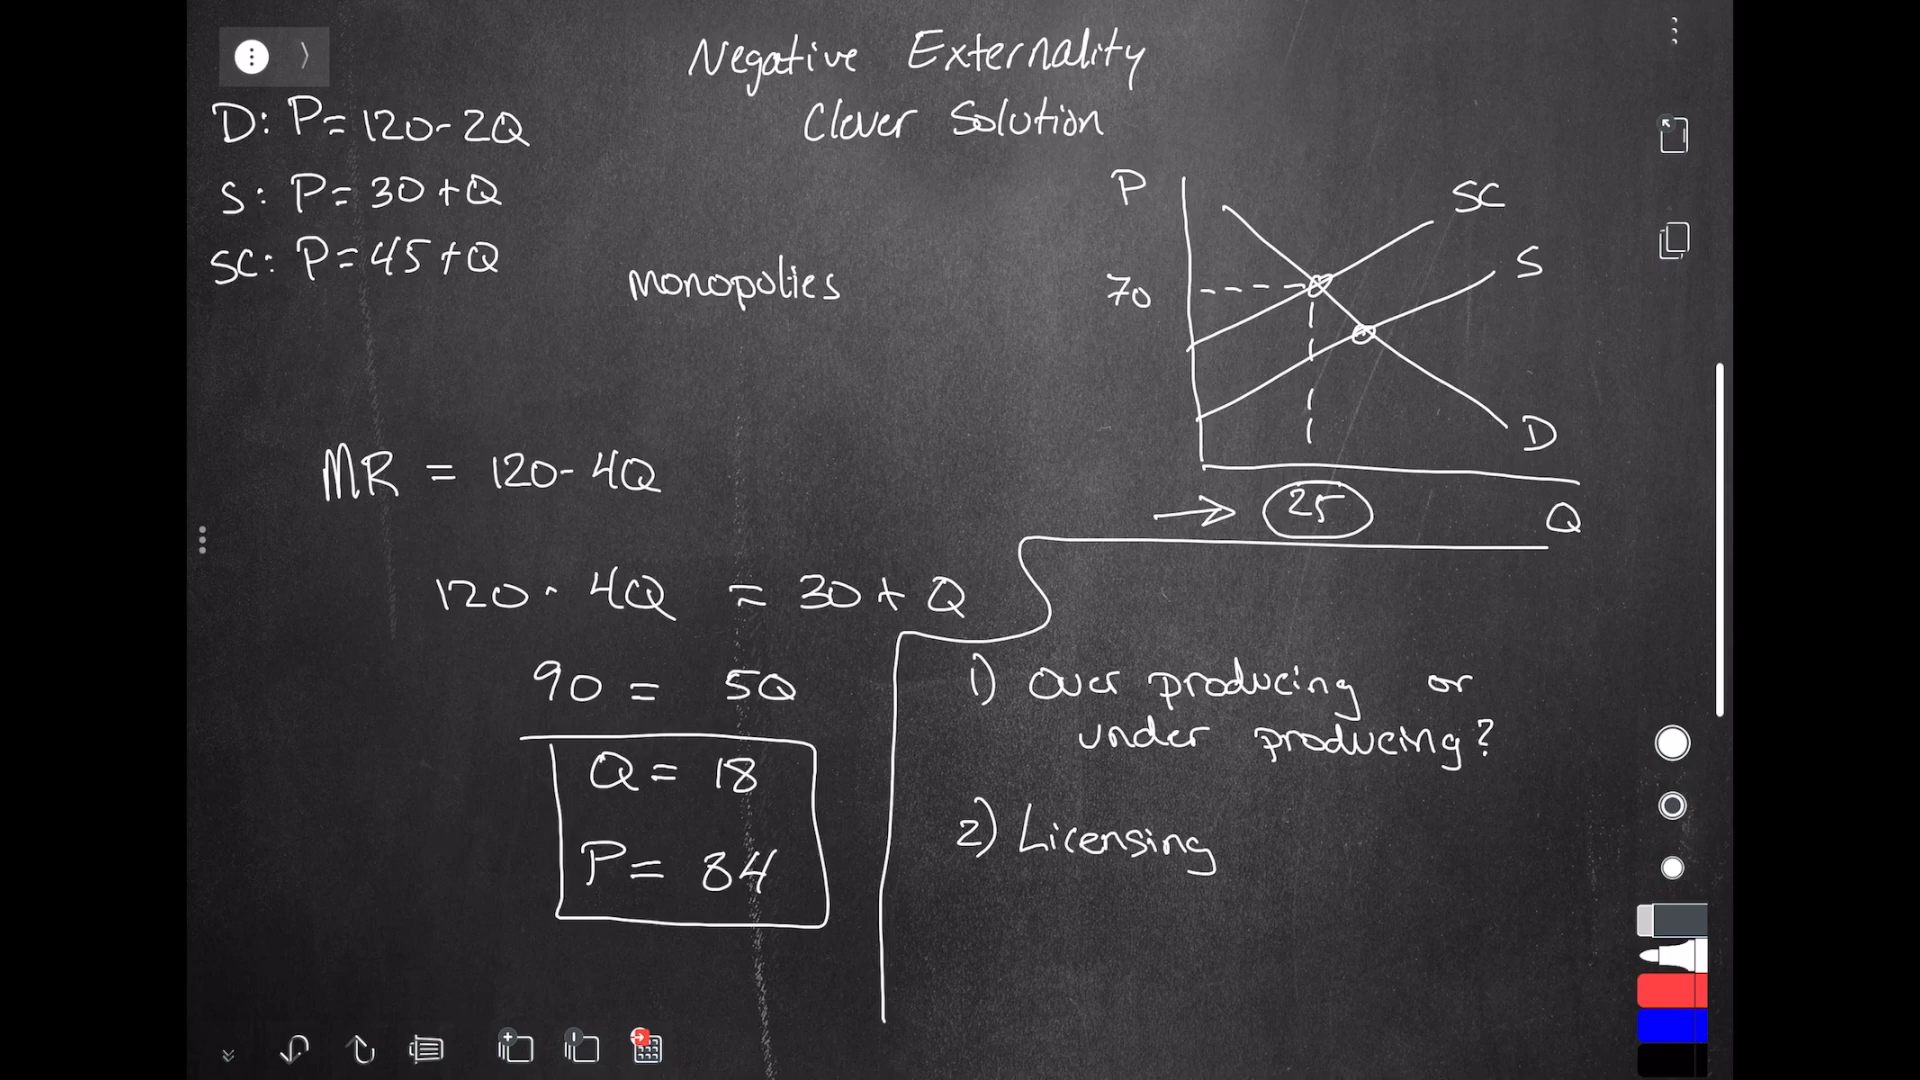 Negative Externality
Clever Solution
D: P=120-2Q
S: P=30+Q
SC: P=45+Q
monopolies
P
SC
S
70
D
25
Q
MR = 120-4Q
120-4Q = 30+Q
90 = 5Q
Q= 18
P= 84
1) Over producing or
under producing?
2) Licensing